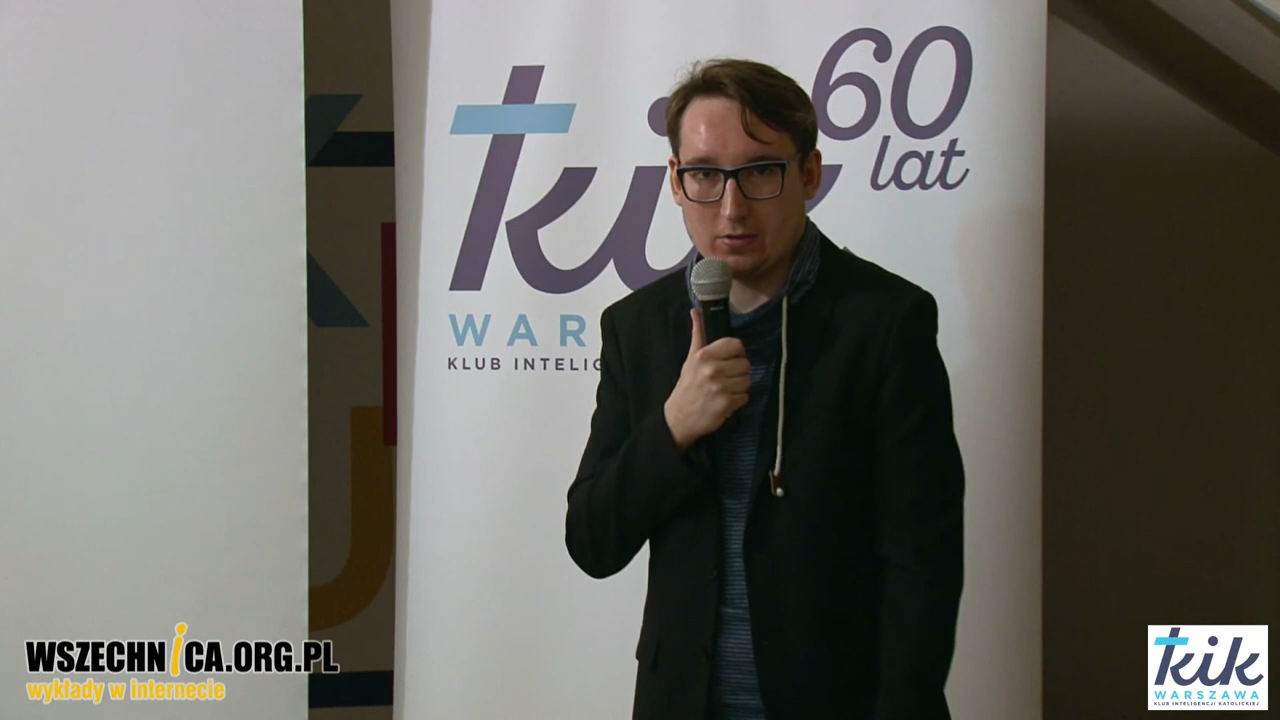 60
lat
kik
WAR
KLUB INTELIG
WSZECHNICA.ORG.PL
wykłady w internecie
kik
WARSZAWA
KLUB INTELIGENCJI KATOLICKIEJ